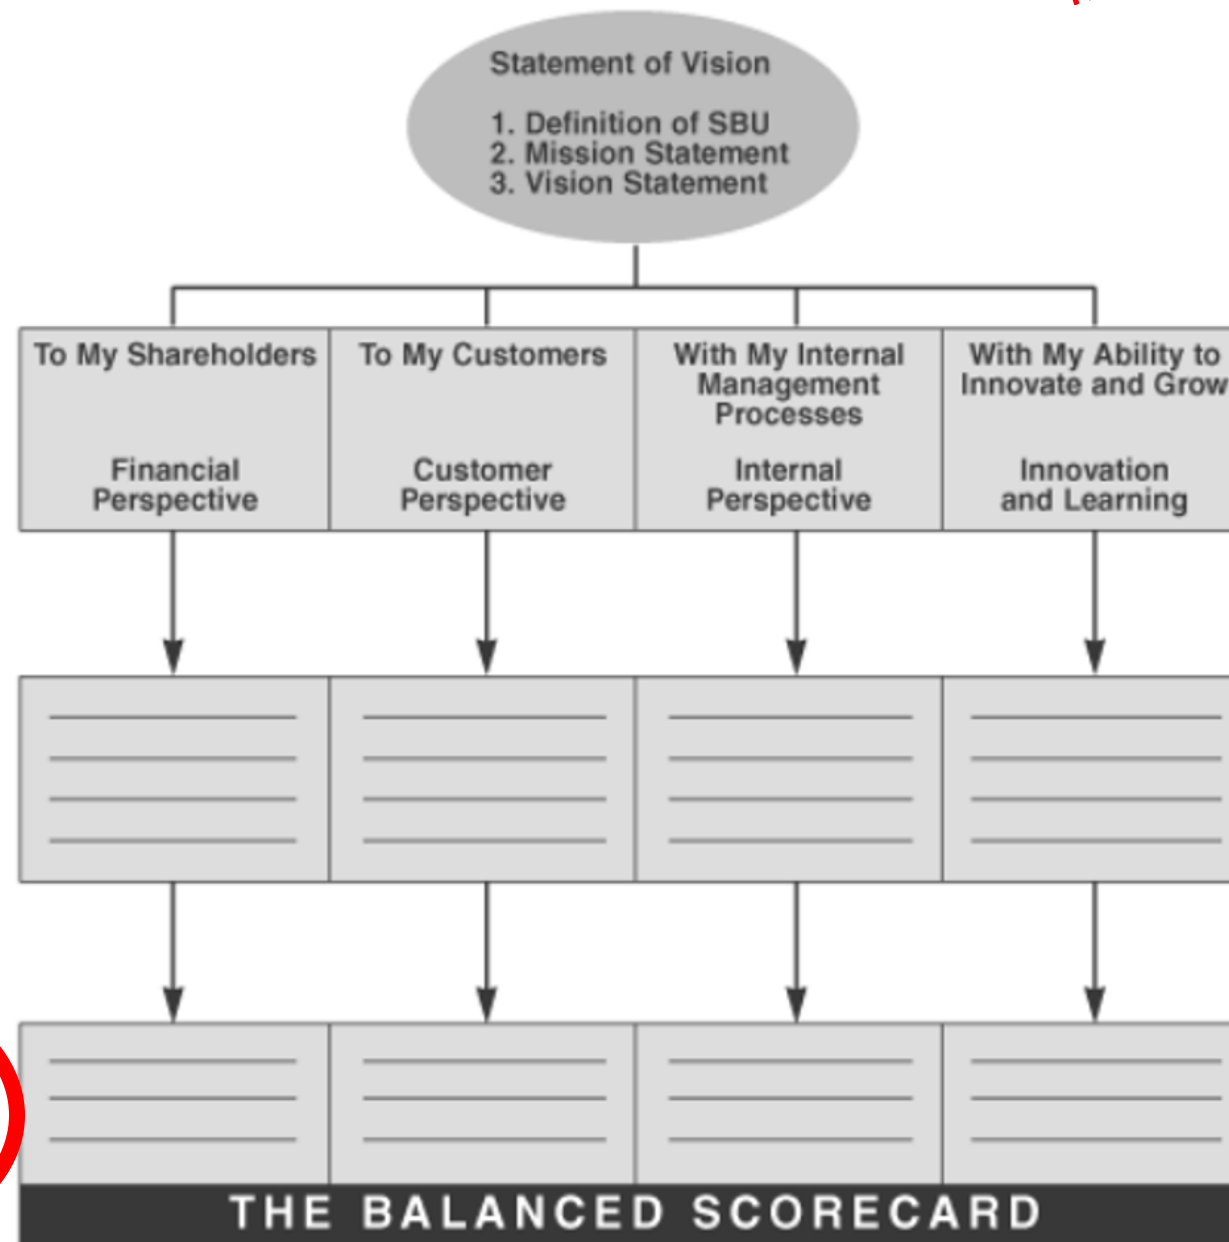 Statement of Vision
1. Definition of SBU
2. Mission Statement
3. Vision Statement
To My Shareholders
Financial
Perspective
To My Customers
Customer
Perspective
With My Internal
Management
Processes
Internal
Perspective
With My Ability to
Innovate and Grow
Innovation
and Learning
THE BALANCED SCORECARD